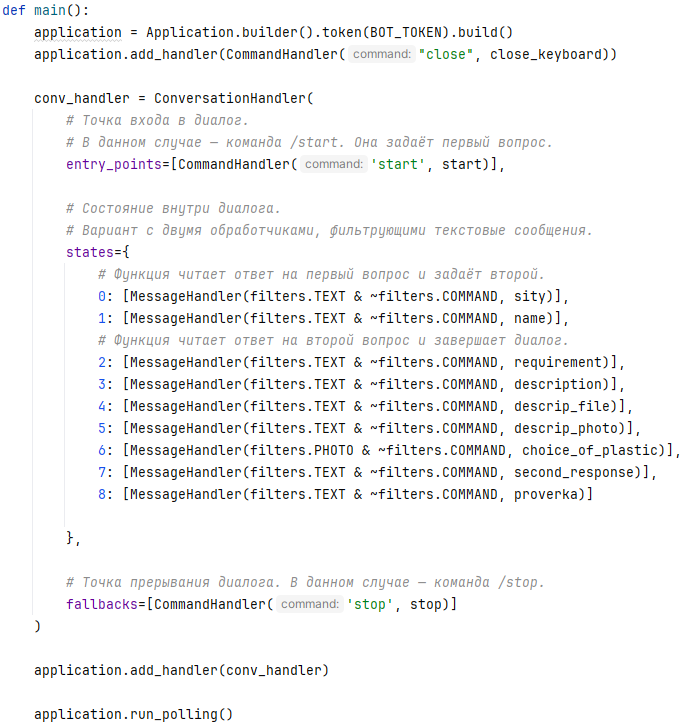 def main():
    application = Application.builder().token(BOT_TOKEN).build()
    application.add_handler(CommandHandler( command: "close", close_keyboard))

    conv_handler = ConversationHandler(
        # Точка входа в диалог.
        # В данном случае — команда /start. Она задаёт первый вопрос.
        entry_points=[CommandHandler( command: 'start', start)],

        # Состояние внутри диалога.
        # Вариант с двумя обработчиками, фильтрующими текстовые сообщения.
        states={
            # Функция читает ответ на первый вопрос и задаёт второй.
            0: [MessageHandler(filters.TEXT & ~filters.COMMAND, sity)],
            1: [MessageHandler(filters.TEXT & ~filters.COMMAND, name)],
            # Функция читает ответ на второй вопрос и завершает диалог.
            2: [MessageHandler(filters.TEXT & ~filters.COMMAND, requirement)],
            3: [MessageHandler(filters.TEXT & ~filters.COMMAND, description)],
            4: [MessageHandler(filters.TEXT & ~filters.COMMAND, descrip_file)],
            5: [MessageHandler(filters.TEXT & ~filters.COMMAND, descrip_photo)],
            6: [MessageHandler(filters.PHOTO & ~filters.COMMAND, choice_of_plastic)],
            7: [MessageHandler(filters.TEXT & ~filters.COMMAND, second_response)],
            8: [MessageHandler(filters.TEXT & ~filters.COMMAND, proverka)]

        },

        # Точка прерывания диалога. В данном случае — команда /stop.
        fallbacks=[CommandHandler( command: 'stop', stop)]
    )

    application.add_handler(conv_handler)

    application.run_polling()